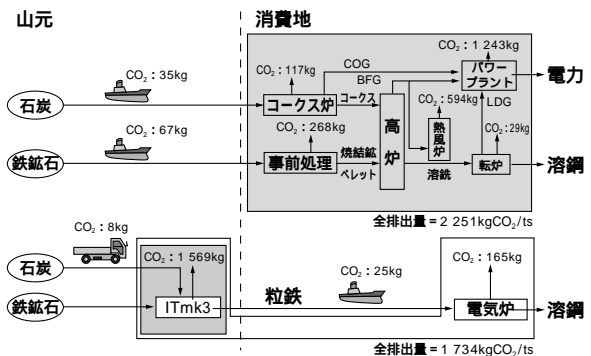 山元
消費地
CO₂：35kg
石炭
CO₂：67kg
鉄鉱石
CO₂：117kg
COG
BFG
CO₂：1 243kg
パワー
プラント
電力
コークス炉
コークス
CO₂：594kg
LDG
CO₂：268kg
高
炉
熱
風
炉
CO₂：29kg
事前処理
焼結鉱
ペレット
溶銑
転炉
溶鋼
全排出量＝2 251kgCO₂/ts
CO₂：8kg
石炭
CO₂：1 569kg
鉄鉱石
ITmk3
粒鉄
CO₂：25kg
CO₂：165kg
電気炉
溶鋼
全排出量＝1 734kgCO₂/ts